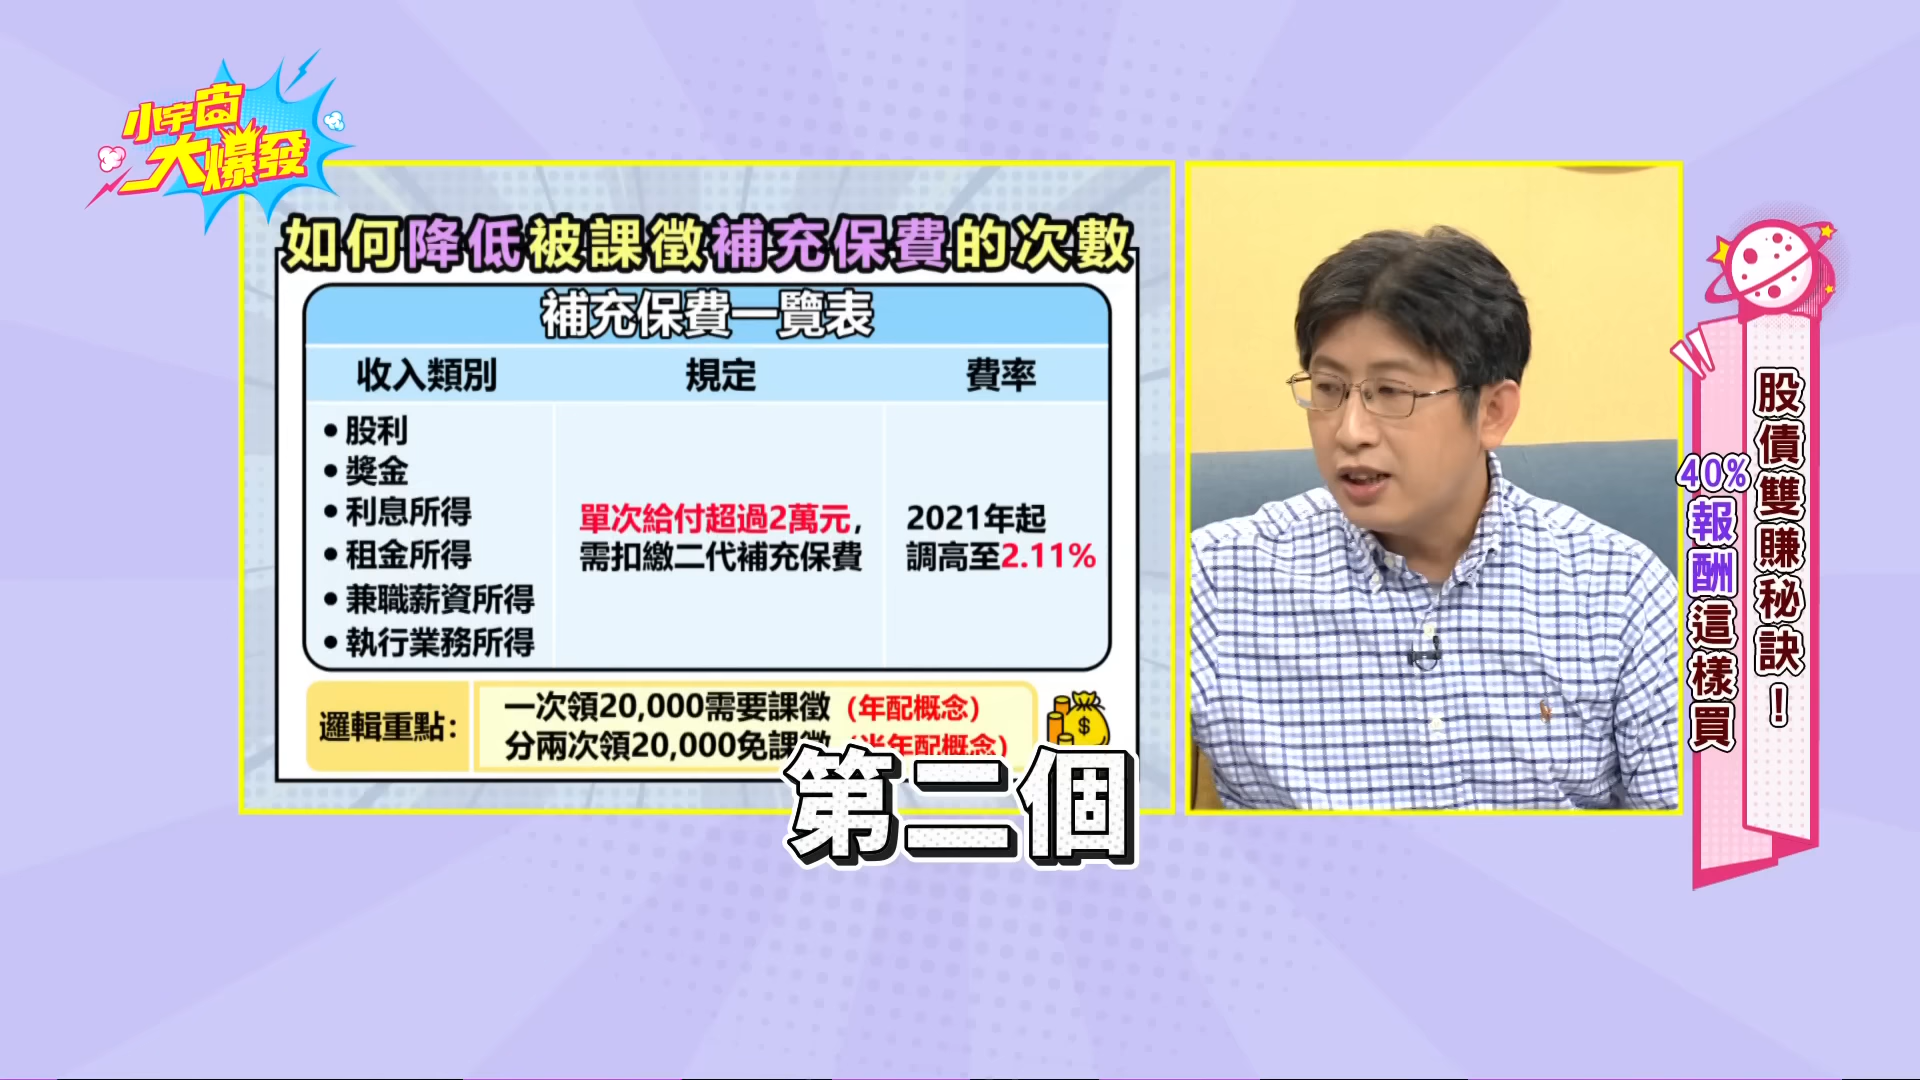 小宇宙
大爆發
如何降低被課徵補充保費的次數
補充保費一覽表
收入類別
規定
費率
•股利
•獎金
•利息所得
•租金所得
•兼職薪資所得
•執行業務所得
單次給付超過2萬元,
需扣繳二代補充保費
2021年起
調高至2.11%
邏輯重點:
一次領20,000需要課徵(年配概念)
分兩次領20,000免課徵(半年配概念)
$
第二個
股債雙賺秘訣!
40%報酬這樣買